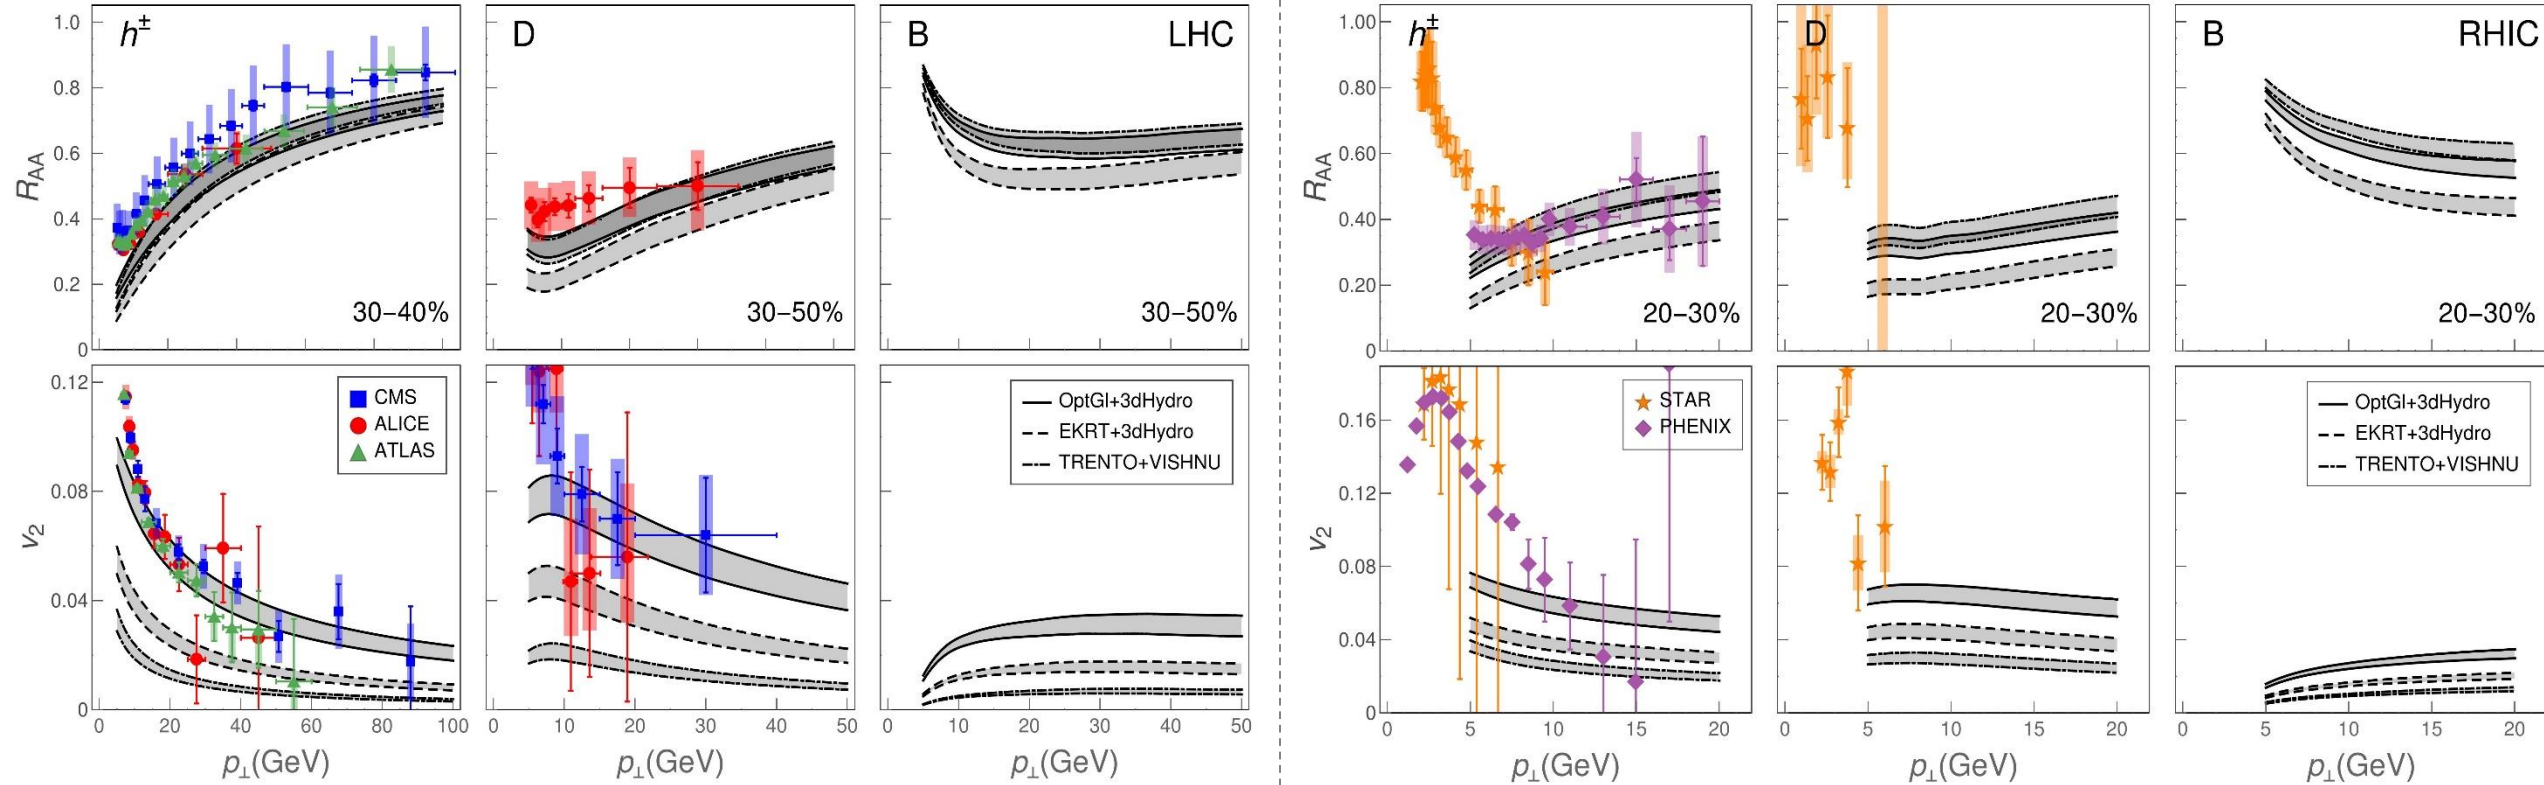 h±
D
B
LHC
h±
D
B
RHIC
R_AA
1.0
0.8
0.6
0.4
0.2
0
30−40%
30−50%
30−50%
R_AA
1.00
0.80
0.60
0.40
0.20
0
20−30%
20−30%
20−30%
v_2
0.12
0.08
0.04
0
CMS
ALICE
ATLAS
OptGl+3dHydro
EKRT+3dHydro
TRENTO+VISHNU
v_2
0.16
0.12
0.08
0.04
0
STAR
PHENIX
OptGl+3dHydro
EKRT+3dHydro
TRENTO+VISHNU
0 20 40 60 80 100
0 10 20 30 40 50
0 10 20 30 40 50
0 5 10 15 20
0 5 10 15 20
0 5 10 15 20
p⊥(GeV)
p⊥(GeV)
p⊥(GeV)
p⊥(GeV)
p⊥(GeV)
p⊥(GeV)